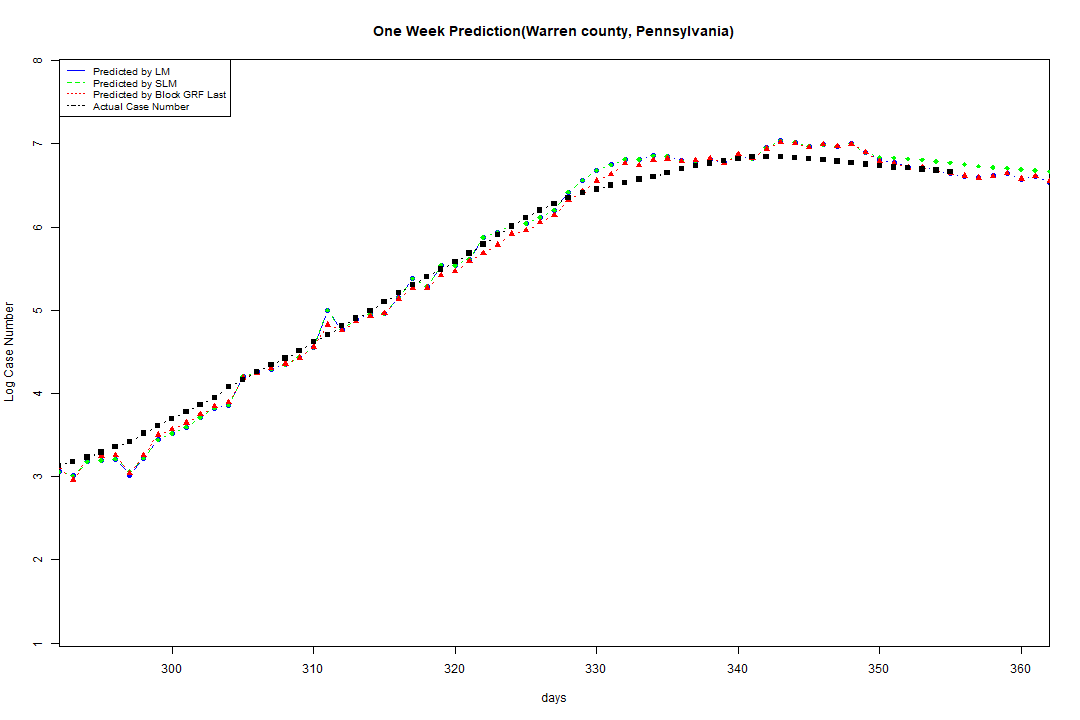 One Week Prediction(Warren county, Pennsylvania)
Predicted by LM
Predicted by SLM
Predicted by Block GRF Last
Actual Case Number
8
7
6
5
4
3
2
1
Log Case Number
300 310 320 330 340 350 360
days